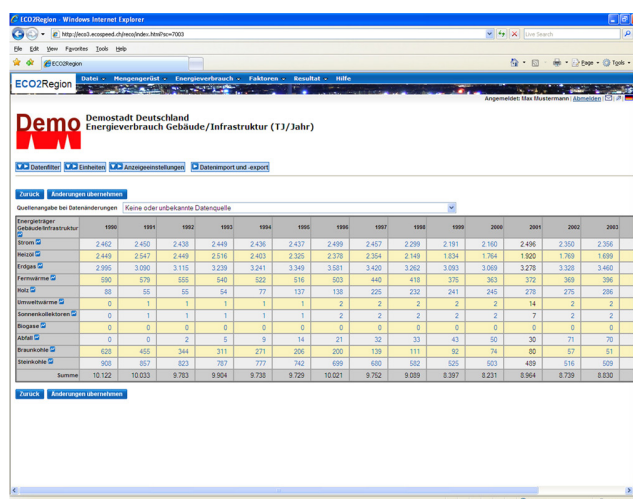 ECO2Region - Windows Internet Explorer
http://eco3.ecospeed.ch/reco/index.html?sc=7003
Live Search
File Edit View Favorites Tools Help
ECO2Region
Page Tools
ECO2Region
Datei Mengengerüst Energieverbrauch Faktoren Resultat Hilfe
Angemeldet: Max Mustermann | Abmelden
Demo
Demostadt Deutschland
Energieverbrauch Gebäude/Infrastruktur (TJ/Jahr)
Datenfilter Einheiten Anzeigeeinstellungen Datenimport und -export
Zurück Änderungen übernehmen
Quellenangabe bei Datenänderungen Keine oder unbekannte Datenquelle
Energieträger
Gebäude/Infrastruktur 1990 1991 1992 1993 1994 1995 1996 1997 1998 1999 2000 2001 2002 2003
Strom 2.462 2.450 2.438 2.449 2.436 2.437 2.499 2.457 2.299 2.191 2.160 2.496 2.350 2.356
Heizöl 2.449 2.547 2.449 2.516 2.403 2.325 2.378 2.354 2.149 1.834 1.764 1.920 1.769 1.699
Erdgas 2.995 3.090 3.115 3.239 3.241 3.349 3.581 3.420 3.262 3.093 3.069 3.278 3.328 3.460
Fernwärme 590 579 555 540 522 516 503 440 418 375 363 372 369 396
Holz 88 55 55 54 77 137 138 225 232 241 245 278 275 286
Umweltwärme 0 1 1 1 1 1 2 2 2 2 2 14 2 2
Sonnenkollektoren 0 1 1 1 1 1 2 2 2 2 2 7 2 2
Biogase 0 0 0 0 0 0 0 0 0 0 0 0 0 0
Abfall 0 0 2 5 9 14 21 32 33 43 50 30 71 70
Braunkohle 628 455 344 311 271 206 200 139 111 92 74 80 57 51
Steinkohle 908 857 823 787 777 742 699 680 582 525 503 489 516 509
Summe 10.122 10.033 9.783 9.904 9.738 9.729 10.021 9.752 9.089 8.397 8.231 8.964 8.739 8.830
Zurück Änderungen übernehmen